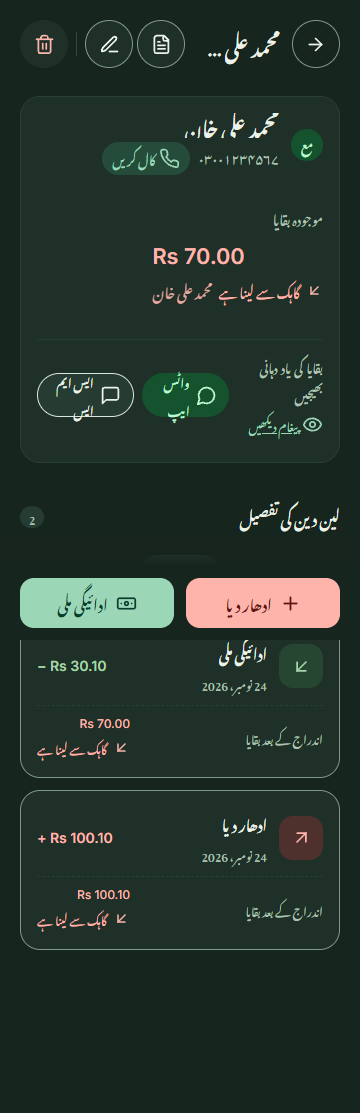 محمد علی ...
مع
محمد علی خان
۰۳۰۰۱۲۳۴۵۶۷
کال کریں
موجودہ بقایا
Rs 70.00
گاہک سے لینا ہے محمد علی خان
بقایا کی یاد دہانی
بھیجیں
پیغام دیکھیں
واٹس
ایپ
ایس ایم
ایس
لین دین کی تفصیل
2
ادھار دیا
ادائیگی ملی
ادائیگی ملی
– Rs 30.10
24 نومبر، 2026
اندراج کے بعد بقایا
Rs 70.00
گاہک سے لینا ہے
ادھار دیا
+ Rs 100.10
24 نومبر، 2026
اندراج کے بعد بقایا
Rs 100.10
گاہک سے لینا ہے